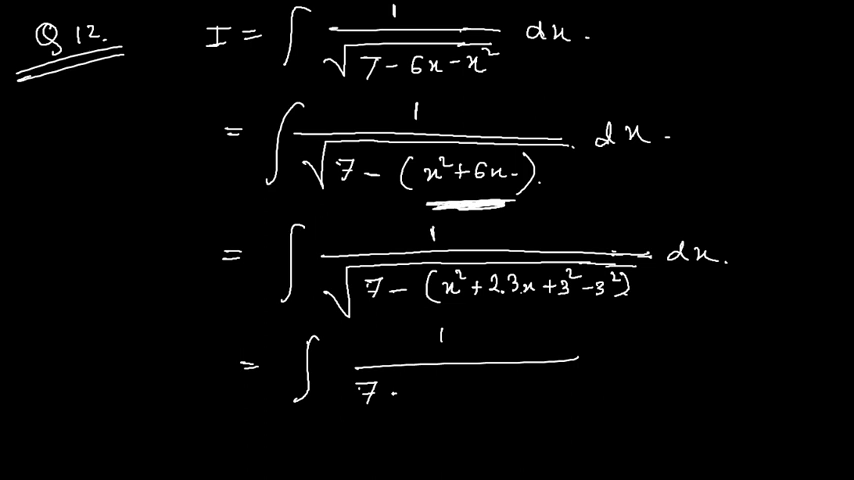 Q 12. I = ∫ 1/√(7 - 6x - x²) dx.
= ∫ 1/√(7 - (x² + 6x.)). dx.
= ∫ 1/√(7 - (x² + 2.3.x + 3² - 3²)) dx.
= ∫ 1/7.